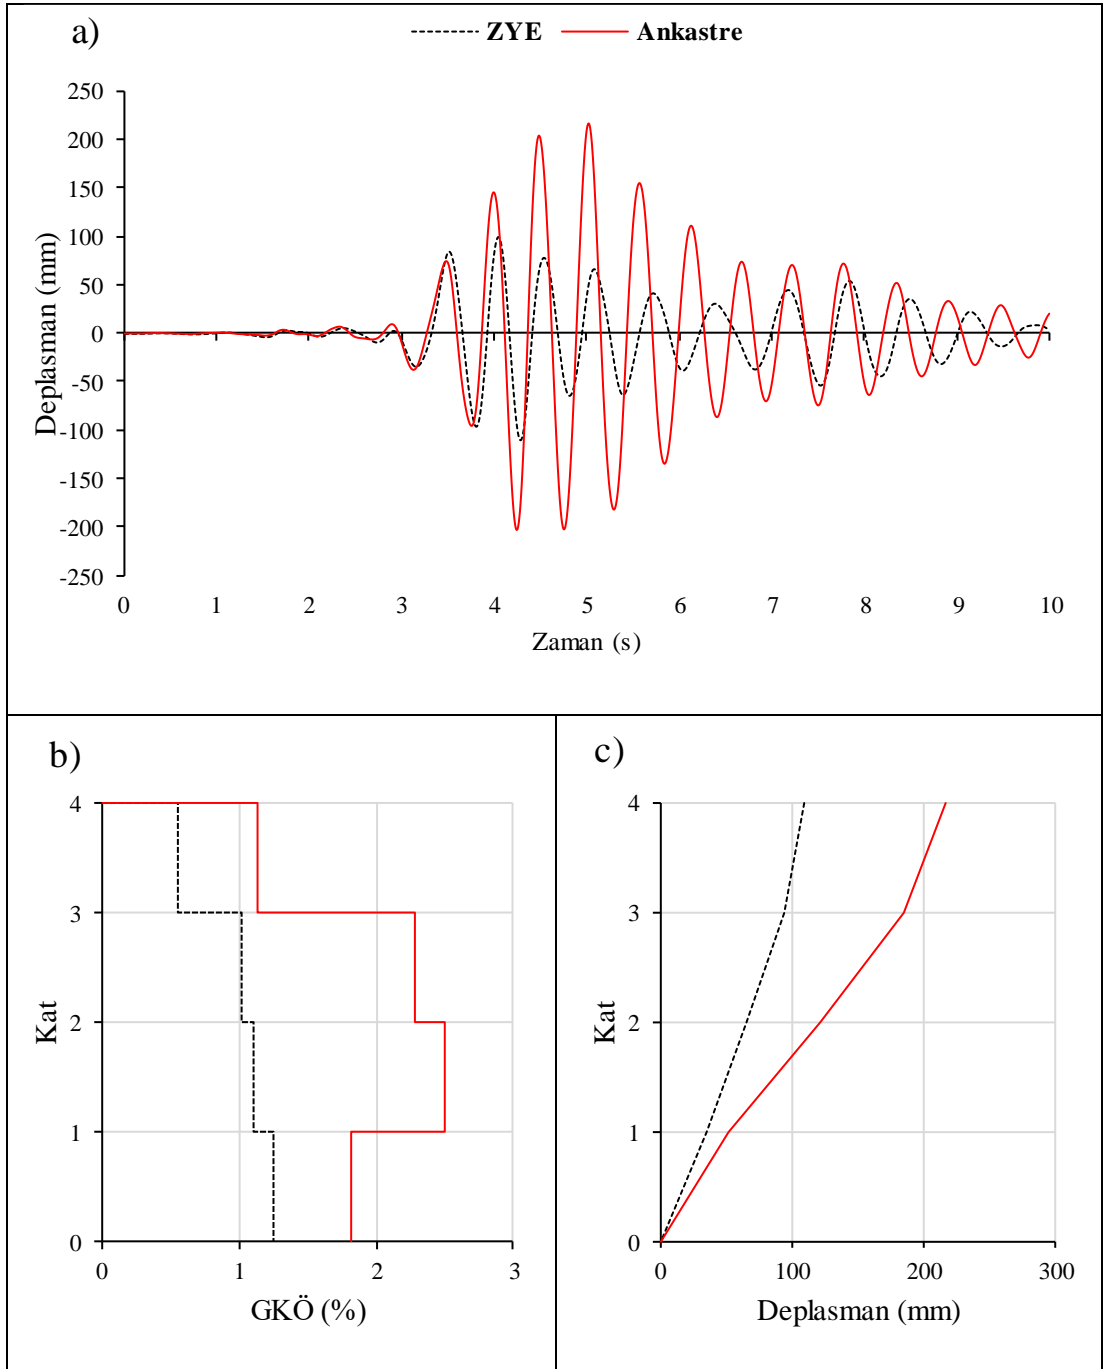 a)
ZYE Ankastre
250
200
150
100
50
0
-50
-100
-150
-200
-250
Deplasman (mm)
0 1 2 3 4 5 6 7 8 9 10
Zaman (s)
b)
4
3
2
1
0
Kat
0 1 2 3
GKÖ (%)
c)
4
3
2
1
0
Kat
0 100 200 300
Deplasman (mm)